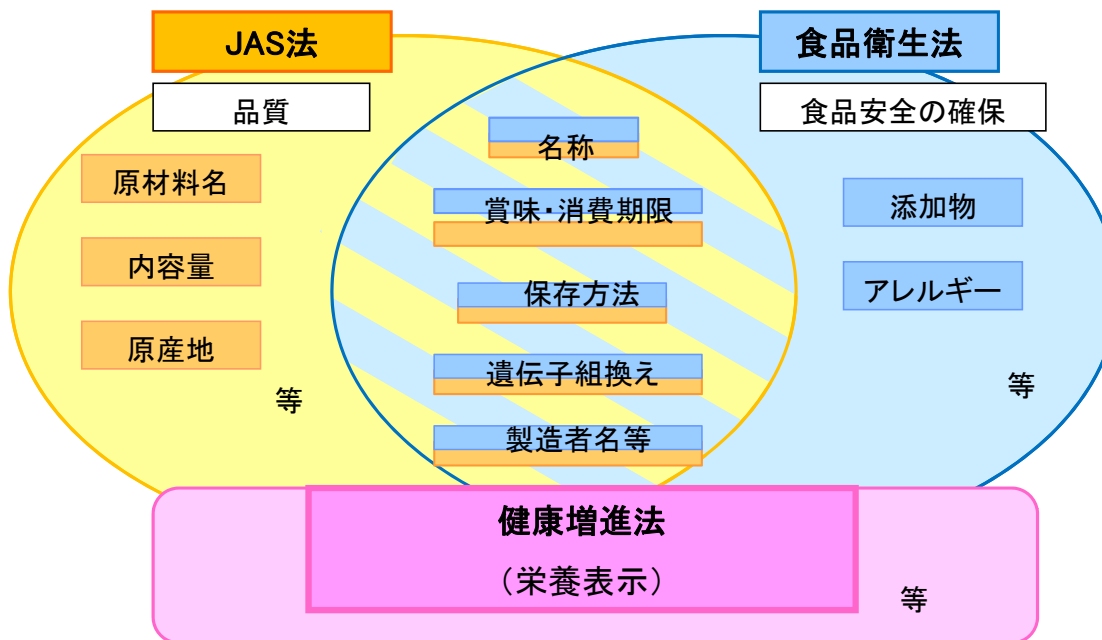 JAS法
品質
原材料名
内容量
原産地
等
名称
賞味・消費期限
保存方法
遺伝子組換え
製造者名等
食品衛生法
食品安全の確保
添加物
アレルギー
等
健康増進法
（栄養表示）
等